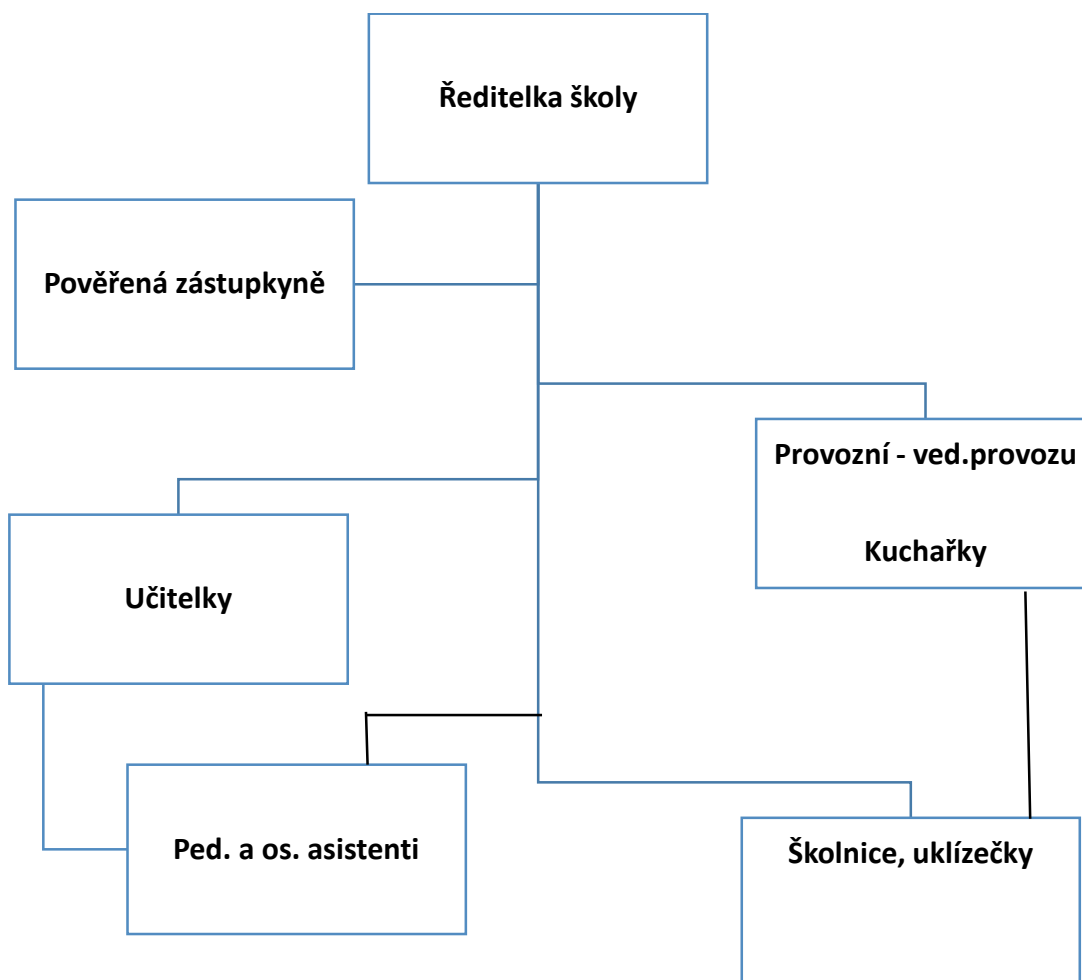 Ředitelka školy
Pověřená zástupkyně
Provozní - ved.provozu
Kuchařky
Učitelky
Ped. a os. asistenti
Školnice, uklízečky